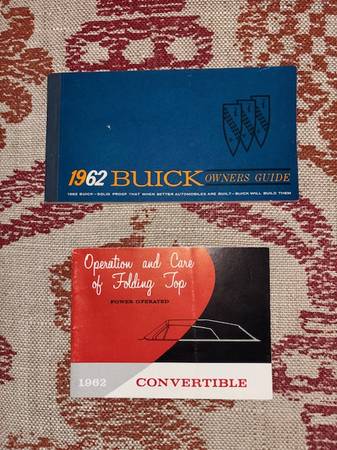 1962 BUICK OWNERS GUIDE
1962 BUICK - SOLID PROOF THAT WHEN BETTER AUTOMOBILES ARE BUILT - BUICK WILL BUILD THEM
Operation and Care
of Folding Top
POWER OPERATED
1962 CONVERTIBLE